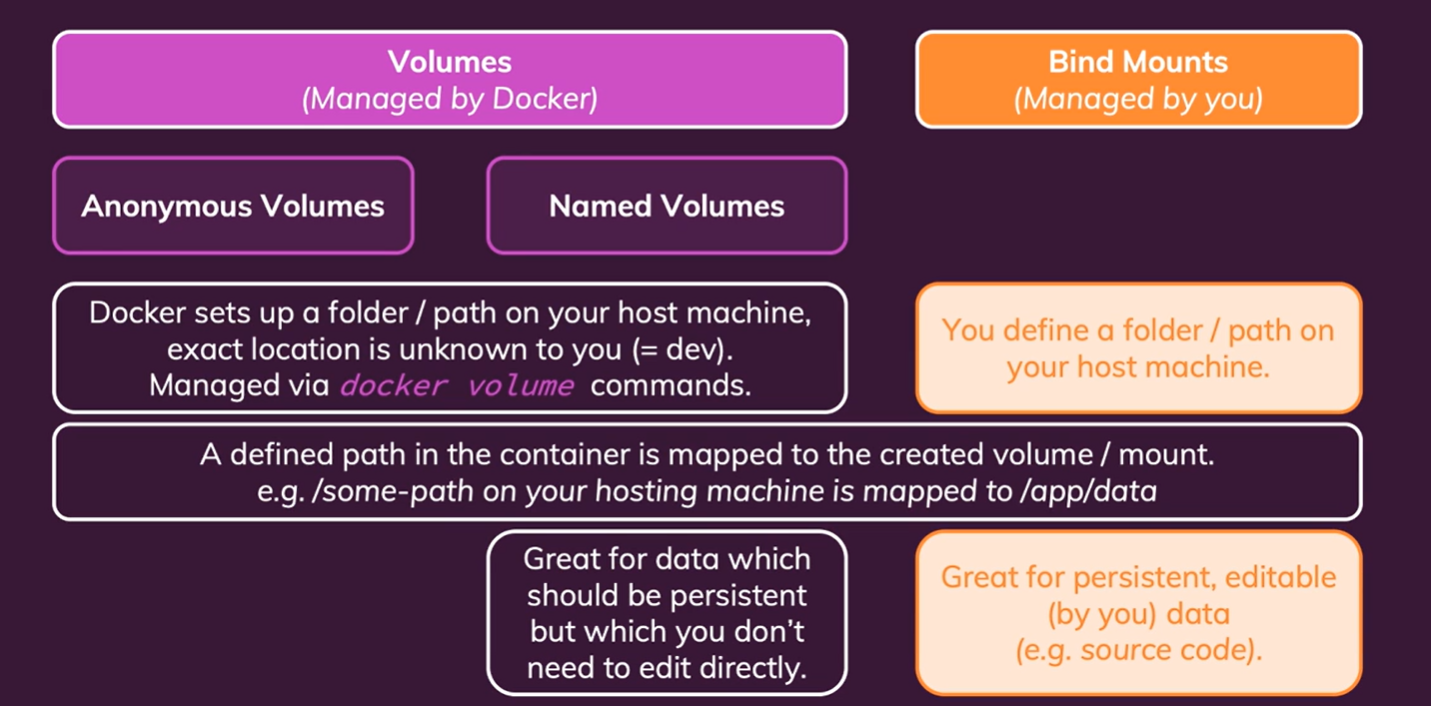 Volumes
(Managed by Docker)
Bind Mounts
(Managed by you)
Anonymous Volumes
Named Volumes
Docker sets up a folder / path on your host machine,
exact location is unknown to you (= dev).
Managed via docker volume commands.
You define a folder / path on
your host machine.
A defined path in the container is mapped to the created volume / mount.
e.g. /some-path on your hosting machine is mapped to /app/data
Great for data which
should be persistent
but which you don’t
need to edit directly.
Great for persistent, editable
(by you) data
(e.g. source code).